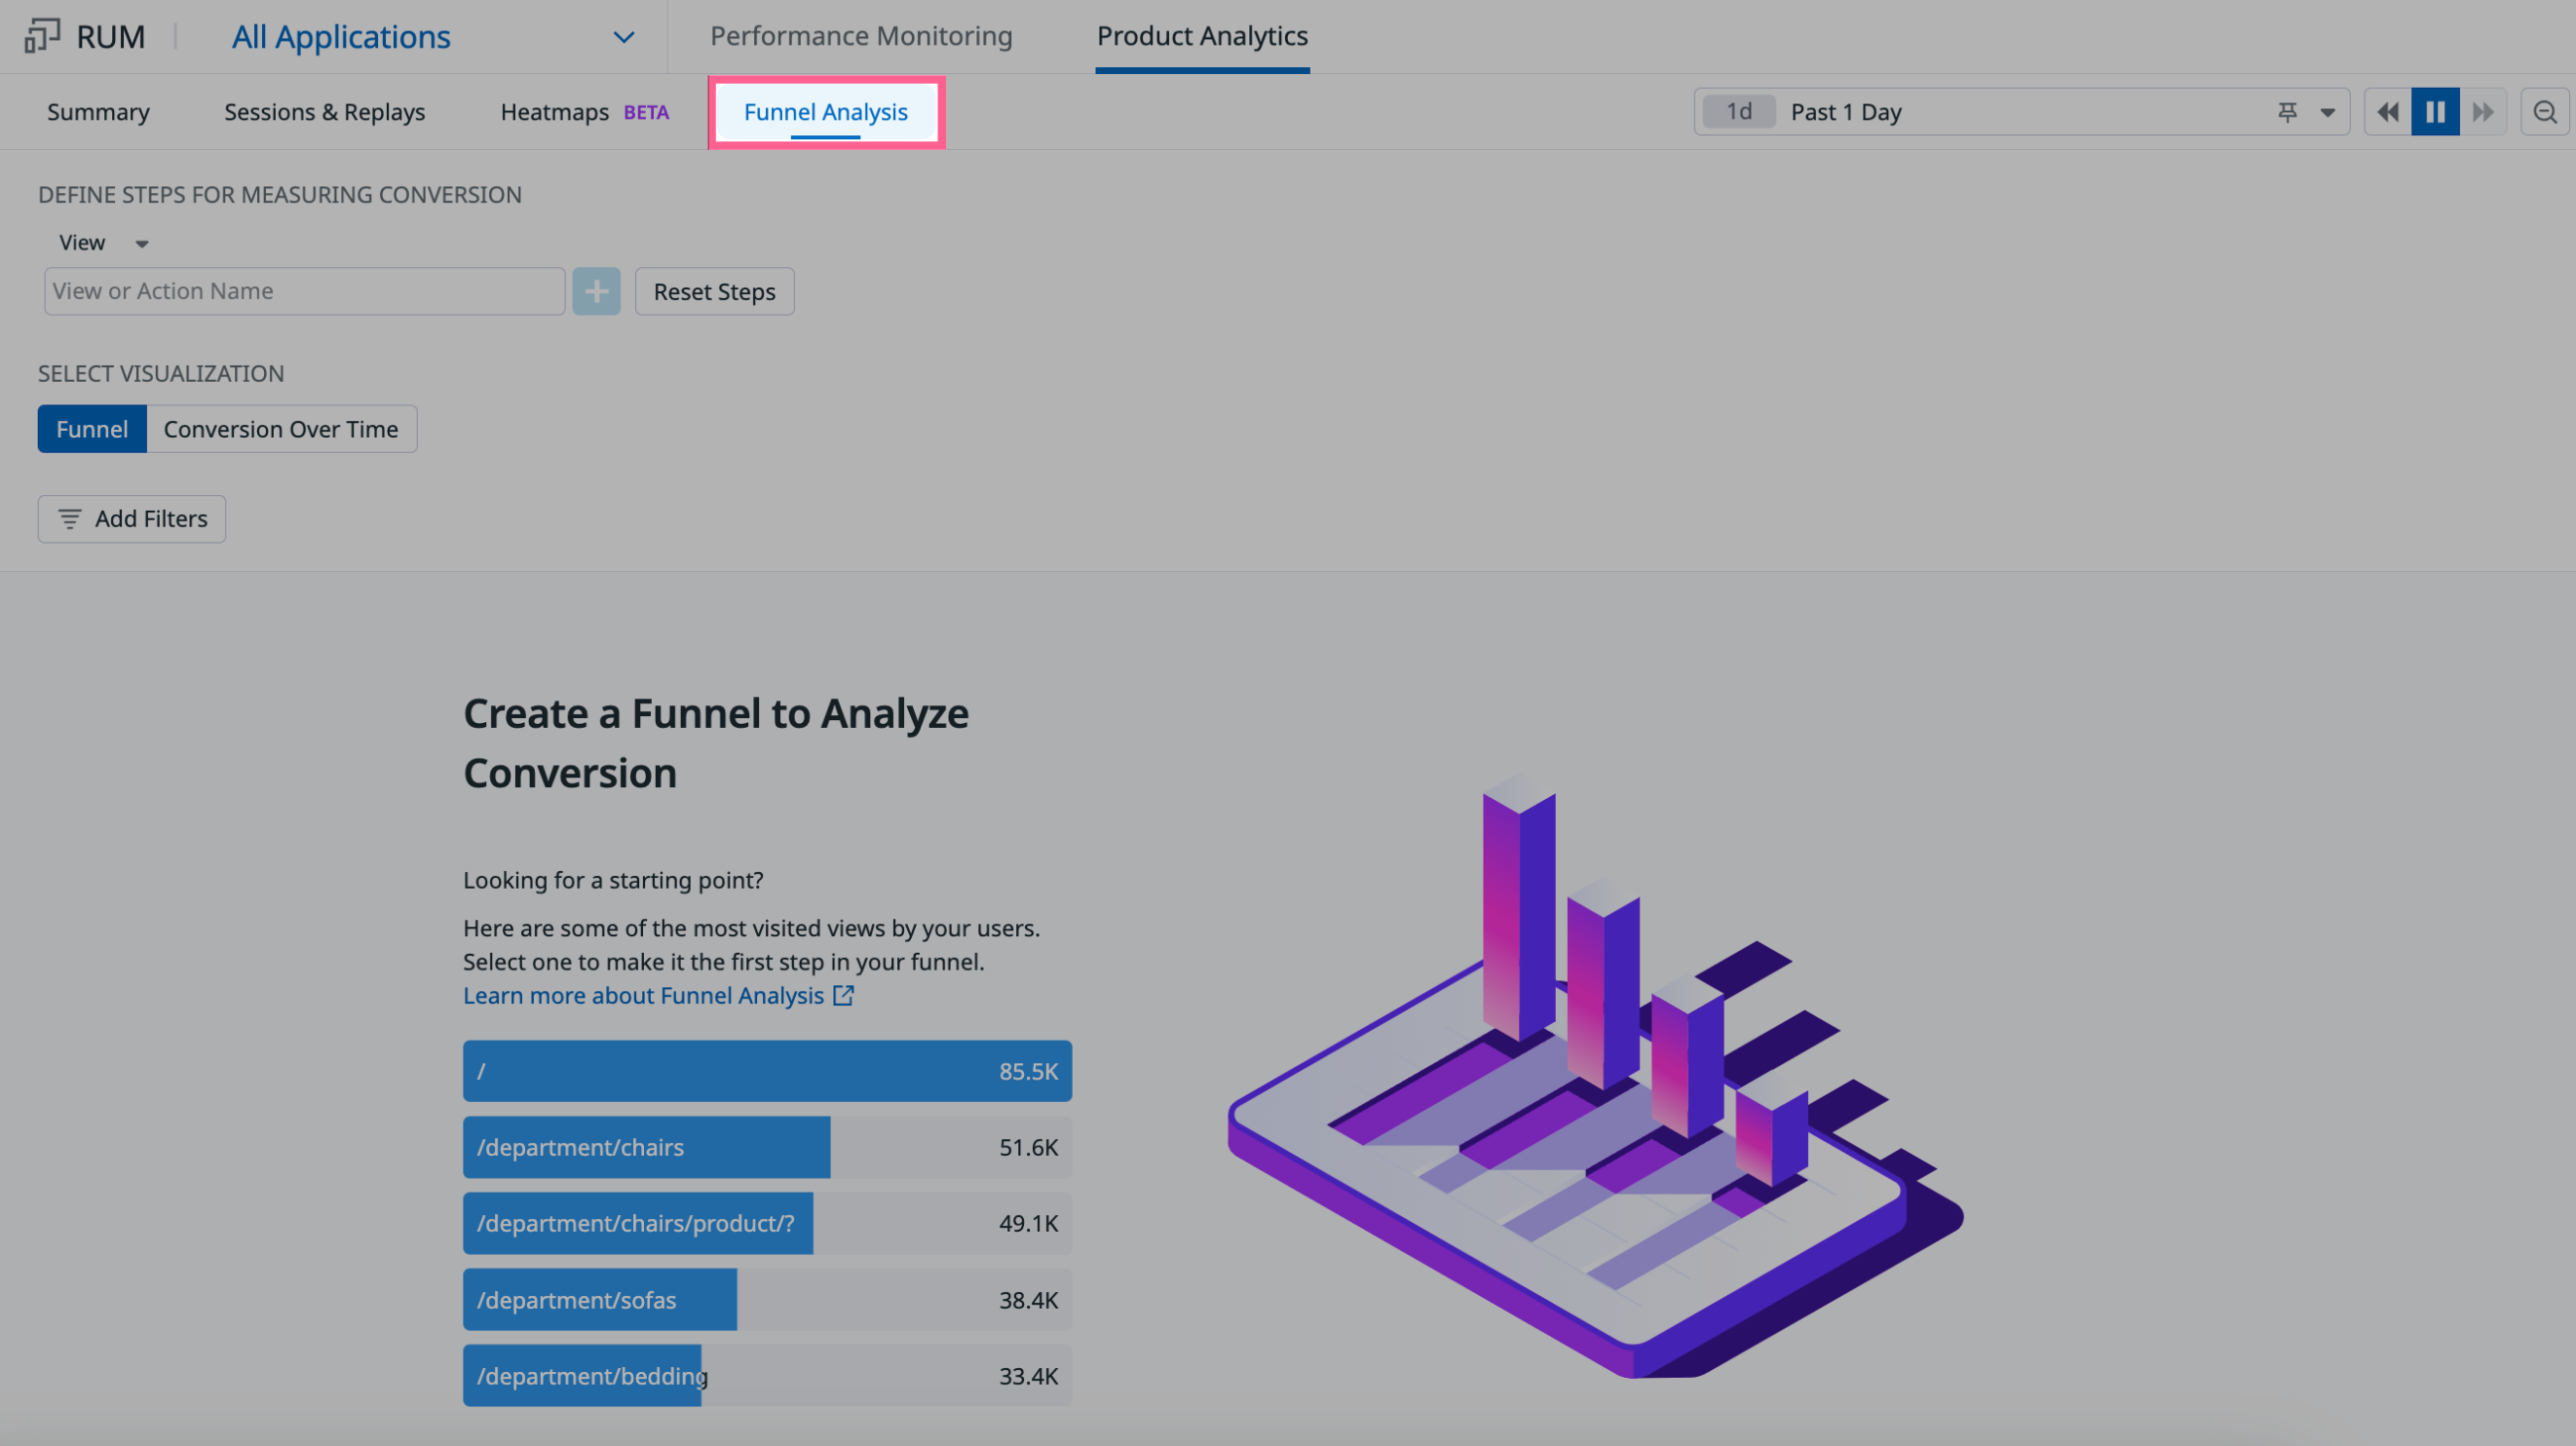 RUM All Applications Performance Monitoring Product Analytics
Summary Sessions & Replays Heatmaps BETA Funnel Analysis 1d Past 1 Day
DEFINE STEPS FOR MEASURING CONVERSION
View
View or Action Name Reset Steps
SELECT VISUALIZATION
Funnel Conversion Over Time
Add Filters
Create a Funnel to Analyze
Conversion
Looking for a starting point?
Here are some of the most visited views by your users.
Select one to make it the first step in your funnel.
Learn more about Funnel Analysis
/ 85.5K
/department/chairs 51.6K
/department/chairs/product/? 49.1K
/department/sofas 38.4K
/department/bedding 33.4K